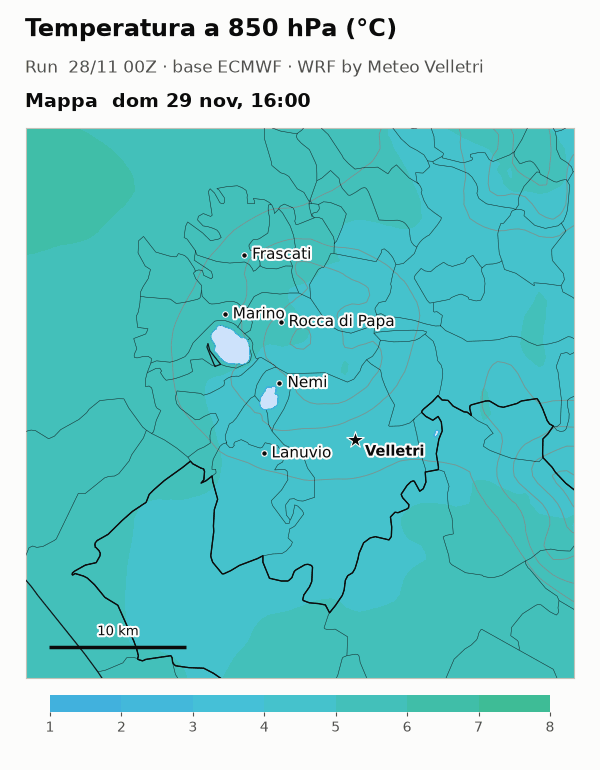 Temperatura a 850 hPa (°C)
Run 28/11 00Z · base ECMWF · WRF by Meteo Velletri
Mappa dom 29 nov, 16:00
Frascati
Marino
Rocca di Papa
Nemi
Velletri
Lanuvio
10 km
1 2 3 4 5 6 7 8